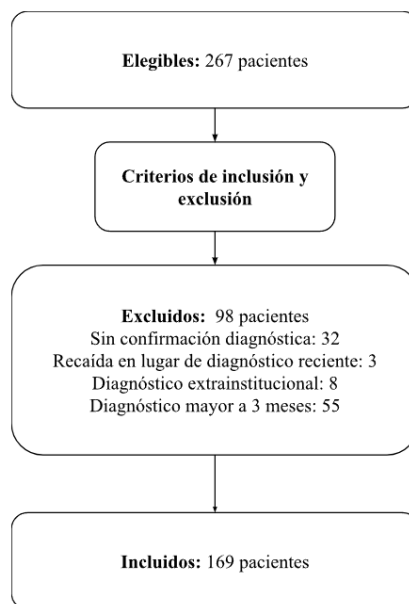 Elegibles: 267 pacientes
Criterios de inclusión y
exclusión
Excluidos: 98 pacientes
Sin confirmación diagnóstica: 32
Recaída en lugar de diagnóstico reciente: 3
Diagnóstico extrainstitucional: 8
Diagnóstico mayor a 3 meses: 55
Incluidos: 169 pacientes